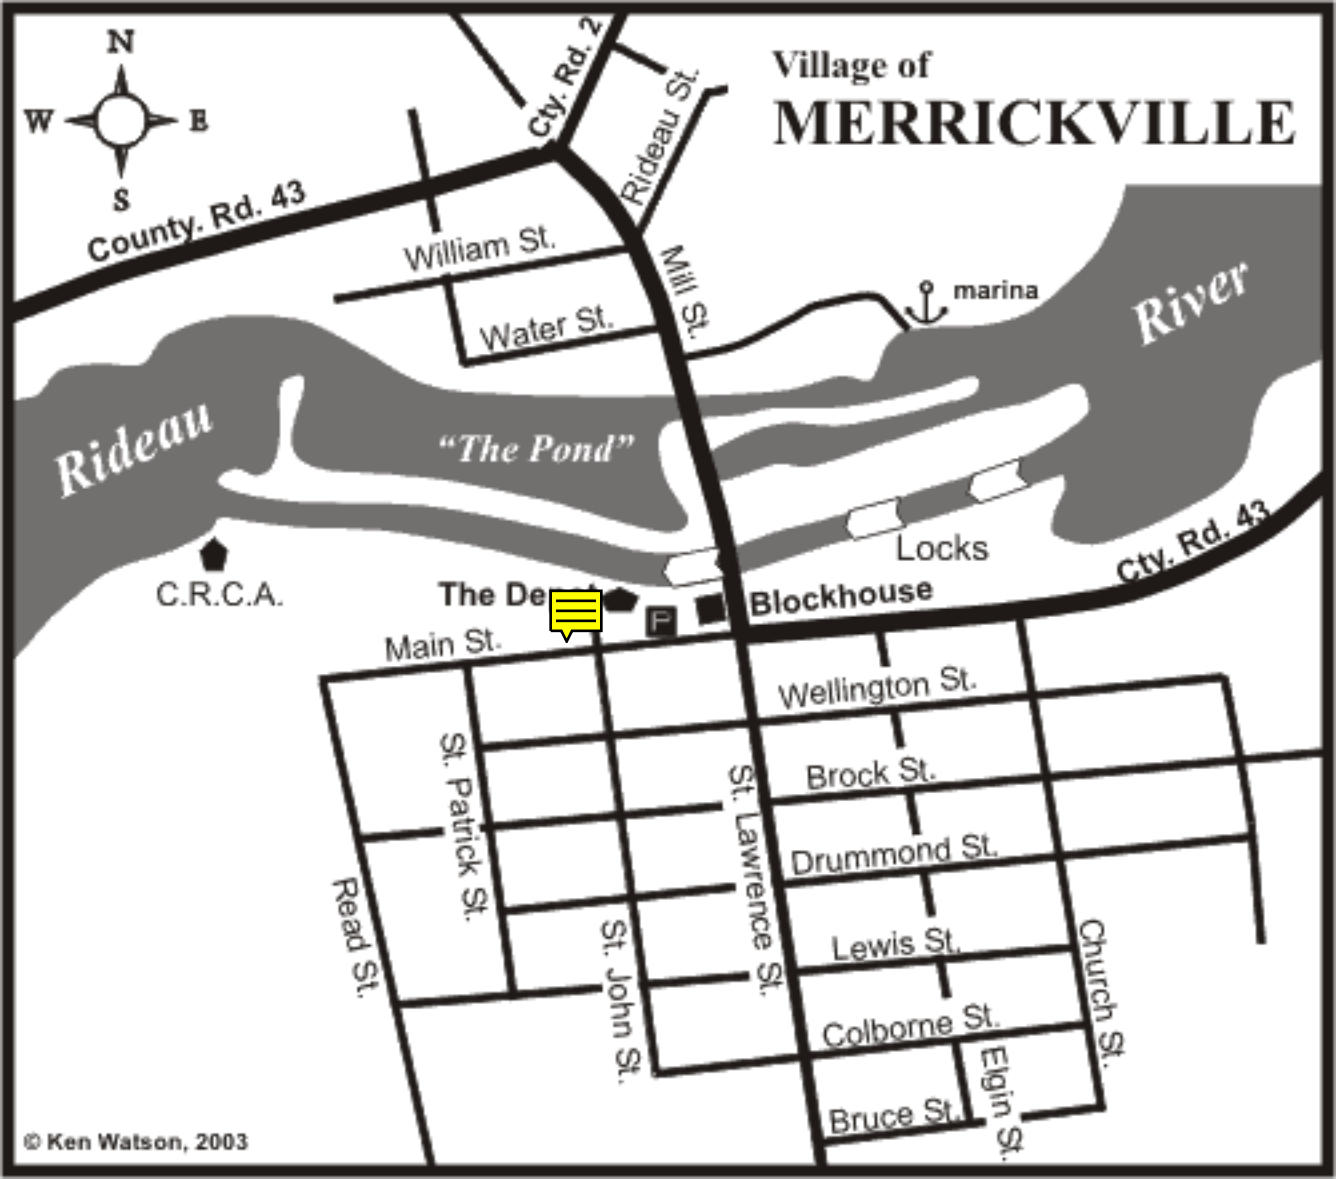 N
W E
S
Village of
MERRICKVILLE
Cty. Rd. 2
Rideau St.
County. Rd. 43
William St.
Mill St.
Water St.
marina
River
Rideau
"The Pond"
Locks
Cty. Rd. 43
C.R.C.A.
The
P
Blockhouse
Main St.
Wellington St.
St. Patrick St.
Brock St.
St. Lawrence St.
Drummond St.
Read St.
St. John St.
Lewis St.
Church St.
Colborne St.
Elgin St.
Bruce St.
© Ken Watson, 2003